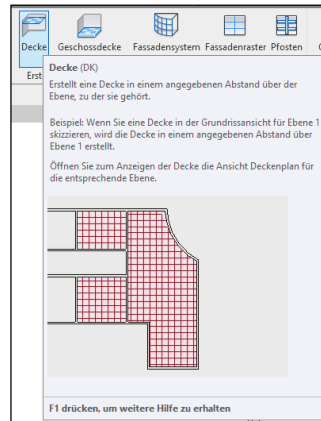 Decke Geschossdecke Fassadensystem Fassadenraster Pfosten
Erst
Decke (DK)
Erstellt eine Decke in einem angegebenen Abstand über der
Ebene, zu der sie gehört.
Beispiel: Wenn Sie eine Decke in der Grundrissansicht für Ebene 1
skizzieren, wird die Decke in einem angegebenen Abstand über
Ebene 1 erstellt.
Öffnen Sie zum Anzeigen der Decke die Ansicht Deckenplan für
die entsprechende Ebene.
F1 drücken, um weitere Hilfe zu erhalten